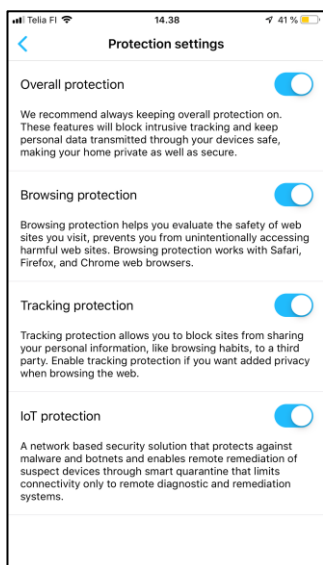 Telia FI 14.38 41 %
Protection settings
Overall protection
We recommend always keeping overall protection on.
These features will block intrusive tracking and keep
personal data transmitted through your devices safe,
making your home private as well as secure.
Browsing protection
Browsing protection helps you evaluate the safety of web
sites you visit, prevents you from unintentionally accessing
harmful web sites. Browsing protection works with Safari,
Firefox, and Chrome web browsers.
Tracking protection
Tracking protection allows you to block sites from sharing
your personal information, like browsing habits, to a third
party. Enable tracking protection if you want added privacy
when browsing the web.
IoT protection
A network based security solution that protects against
malware and botnets and enables remote remediation of
suspect devices through smart quarantine that limits
connectivity only to remote diagnostic and remediation
systems.